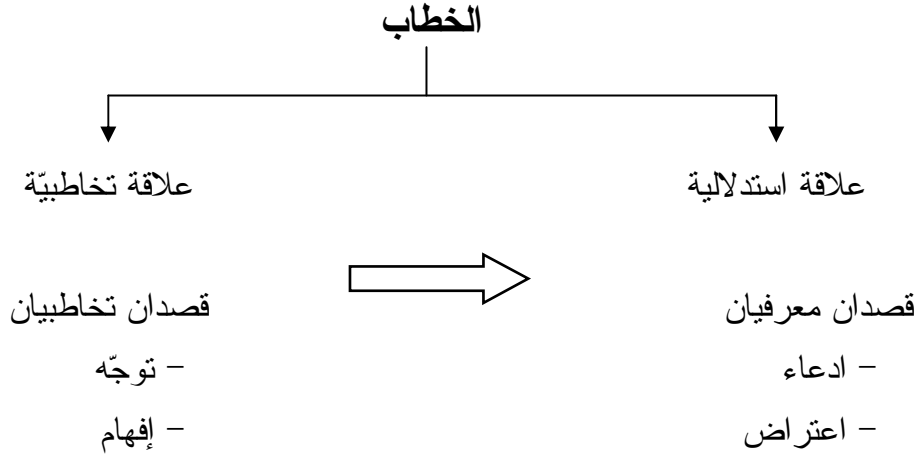 الخطاب
علاقة استدلالية
علاقة تخاطبيّة
قصدان معرفيان
قصدان تخاطبيان
– ادعاء
– توجّه
– اعتراض
– إفهام